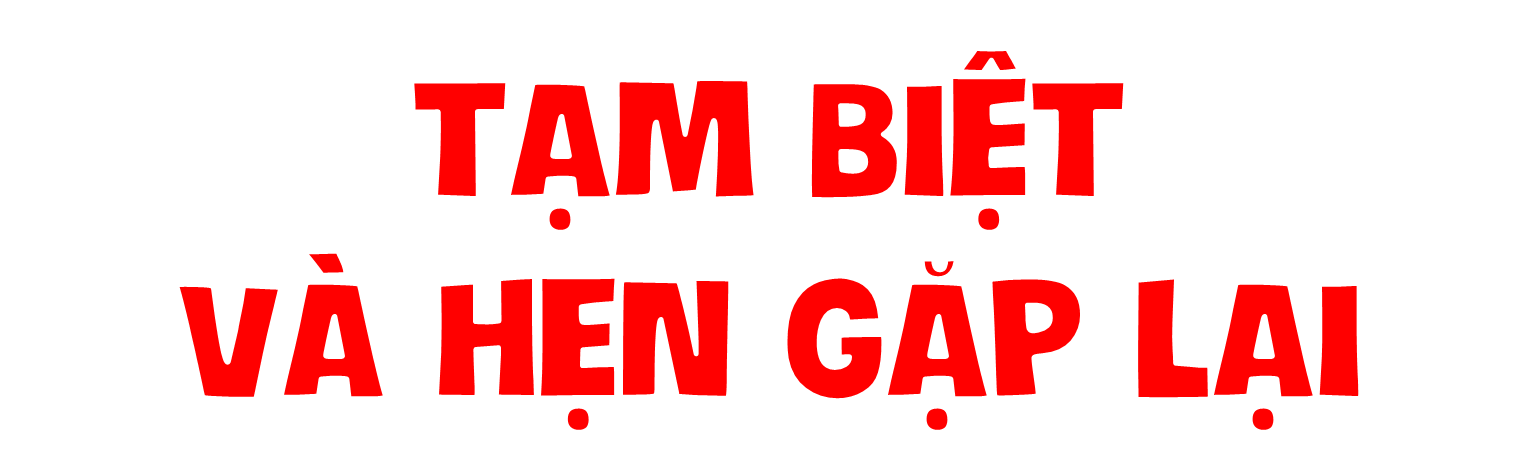 TẠM BIỆT
VÀ HẸN GẶP LẠI